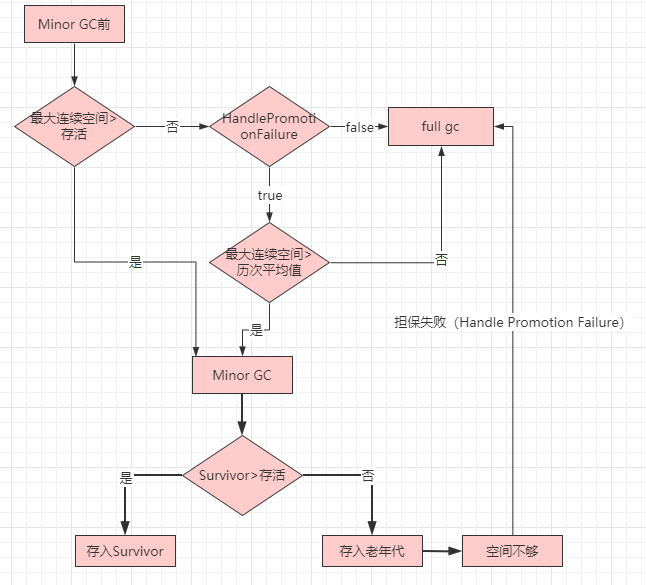 Minor GC前
最大连续空间>
存活
否
HandlePromoti
onFailure
false
full gc
true
最大连续空间>
历次平均值
否
是
是
担保失败（Handle Promotion Failure）
Minor GC
Survivor>存活
是
否
存入Survivor
存入老年代
空间不够